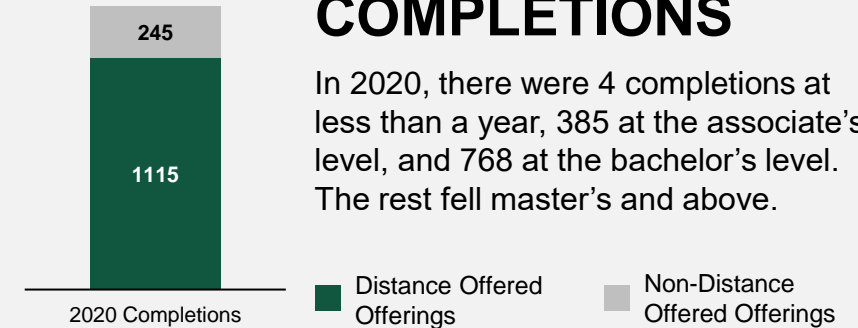 COMPLETIONS
245
1115
2020 Completions
In 2020, there were 4 completions at
less than a year, 385 at the associate's
level, and 768 at the bachelor's level.
The rest fell master's and above.
Distance Offered
Offerings
Non-Distance
Offered Offerings